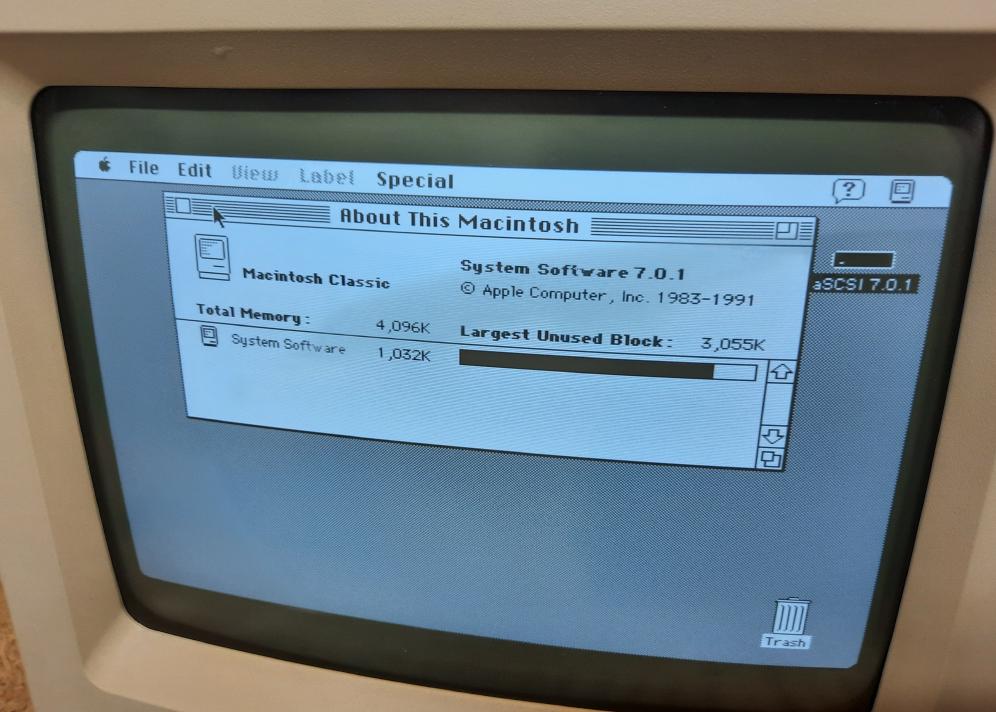 File Edit View Label Special
About This Macintosh
System Software 7.0.1
Macintosh Classic
© Apple Computer, Inc. 1983-1991
Total Memory: 4,096K
Largest Unused Block: 3,055K
System Software 1,032K
aSCSI 7.0.1
Trash